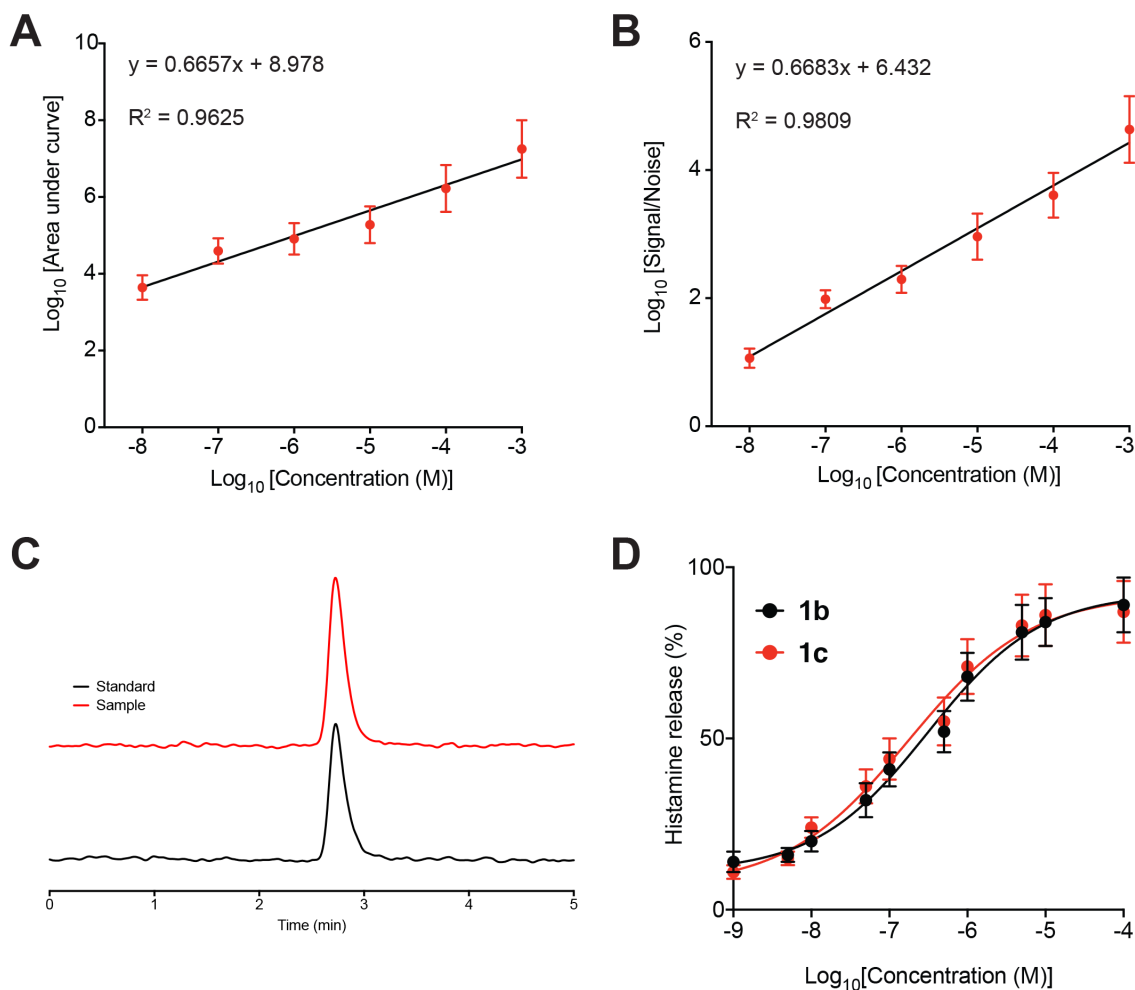 A
y = 0.6657x + 8.978
R² = 0.9625
Log₁₀ [Area under curve]
10
8
6
4
2
0
-8 -7 -6 -5 -4 -3
Log₁₀ [Concentration (M)]
B
y = 0.6683x + 6.432
R² = 0.9809
Log₁₀ [Signal/Noise]
6
4
2
0
-8 -7 -6 -5 -4 -3
Log₁₀ [Concentration (M)]
C
Standard
Sample
0 1 2 3 4 5
Time (min)
D
1b
1c
Histamine release (%)
100
50
0
-9 -8 -7 -6 -5 -4
Log₁₀[Concentration (M)]